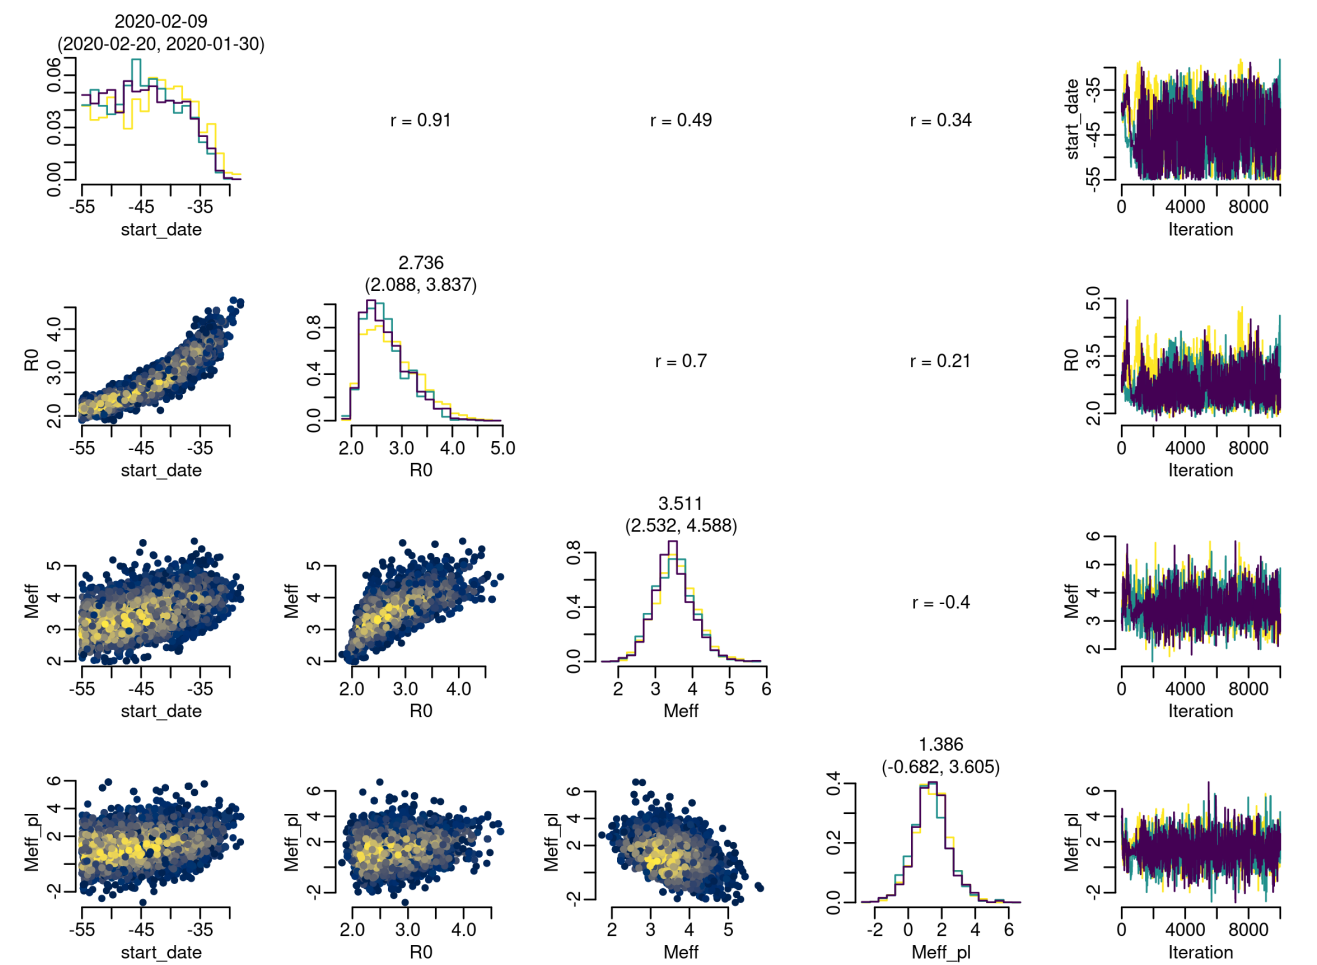 2020-02-09
(2020-02-20, 2020-01-30)
0.00 0.03 0.06
-55 -45 -35
start_date
r = 0.91
r = 0.49
r = 0.34
start_date
-55 -45 -35
0 4000 8000
Iteration
R0
2.0 3.0 4.0
-55 -45 -35
start_date
2.736
(2.088, 3.837)
0.0 0.4 0.8
2.0 3.0 4.0 5.0
R0
r = 0.7
r = 0.21
R0
2.0 3.5 5.0
0 4000 8000
Iteration
Meff
2 3 4 5
-55 -45 -35
start_date
Meff
2 3 4 5
2.0 3.0 4.0
R0
3.511
(2.532, 4.588)
0.0 0.4 0.8
2 3 4 5 6
Meff
r = -0.4
Meff
2 3 4 5 6
0 4000 8000
Iteration
Meff_pl
-2 2 4 6
-55 -45 -35
start_date
Meff_pl
-2 2 6
2.0 3.0 4.0
R0
Meff_pl
-2 2 6
2 3 4 5
Meff
1.386
(-0.682, 3.605)
0.0 0.2 0.4
-2 0 2 4 6
Meff_pl
Meff_pl
-2 2 6
0 4000 8000
Iteration